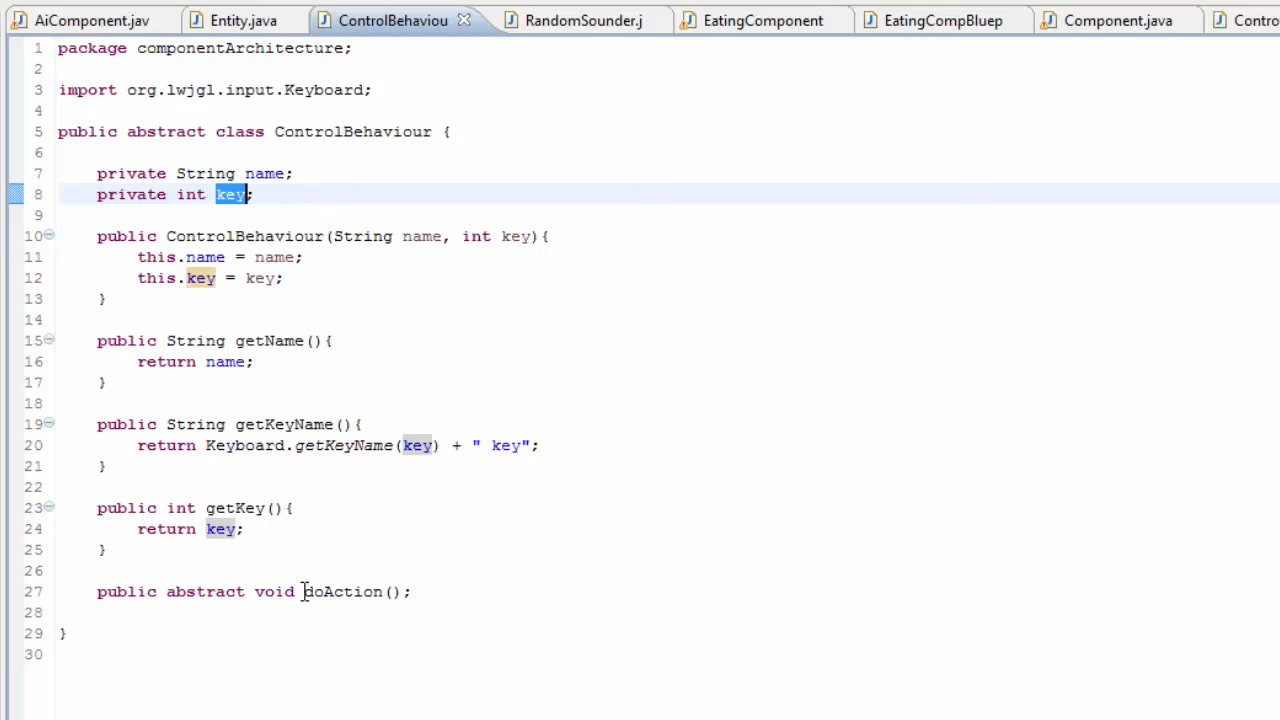 AiComponent.jav Entity.java ControlBehaviou RandomSounder.j EatingComponent EatingCompBluep Component.java Contro
1 package componentArchitecture;
2
3 import org.lwjgl.input.Keyboard;
4
5 public abstract class ControlBehaviour {
6
7 private String name;
8 private int key;
9
10 public ControlBehaviour(String name, int key){
11 this.name = name;
12 this.key = key;
13 }
14
15 public String getName(){
16 return name;
17 }
18
19 public String getKeyName(){
20 return Keyboard.getKeyName(key) + " key";
21 }
22
23 public int getKey(){
24 return key;
25 }
26
27 public abstract void doAction();
28
29 }
30